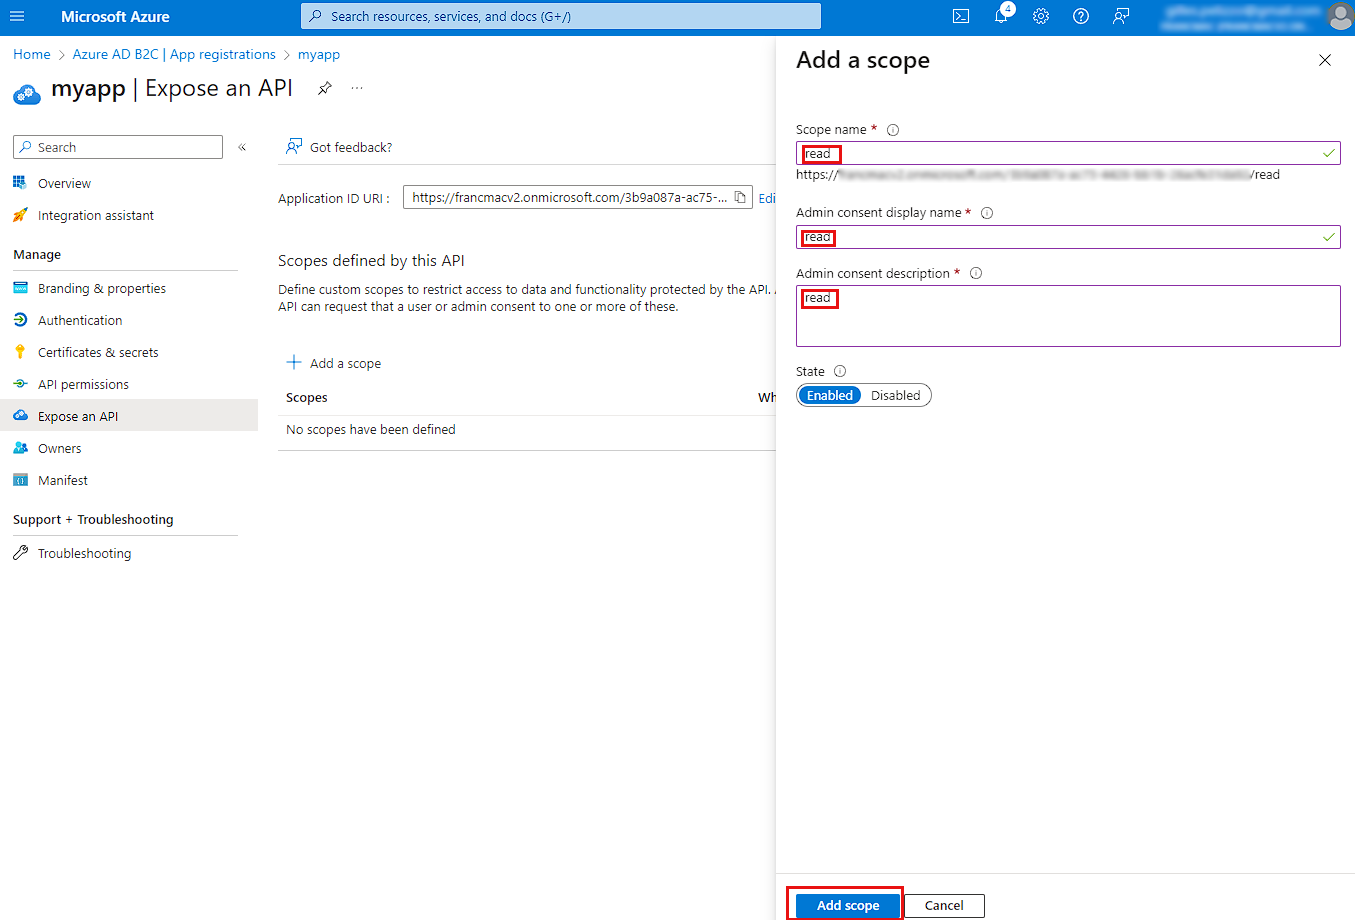 Microsoft Azure
Search resources, services, and docs (G+/)
4
Home > Azure AD B2C | App registrations > myapp
myapp | Expose an API
...
Search
«
Overview
Integration assistant
Manage
Branding & properties
Authentication
Certificates & secrets
API permissions
Expose an API
Owners
Manifest
Support + Troubleshooting
Troubleshooting
Got feedback?
Application ID URI :
https://francmacv2.onmicrosoft.com/3b9a087a-ac75-...
Edi
Scopes defined by this API
Define custom scopes to restrict access to data and functionality protected by the API.
API can request that a user or admin consent to one or more of these.
Add a scope
Scopes
Wh
No scopes have been defined
Add a scope
Scope name *
read
https:// /read
Admin consent display name *
read
Admin consent description *
read
State
Enabled Disabled
Add scope Cancel